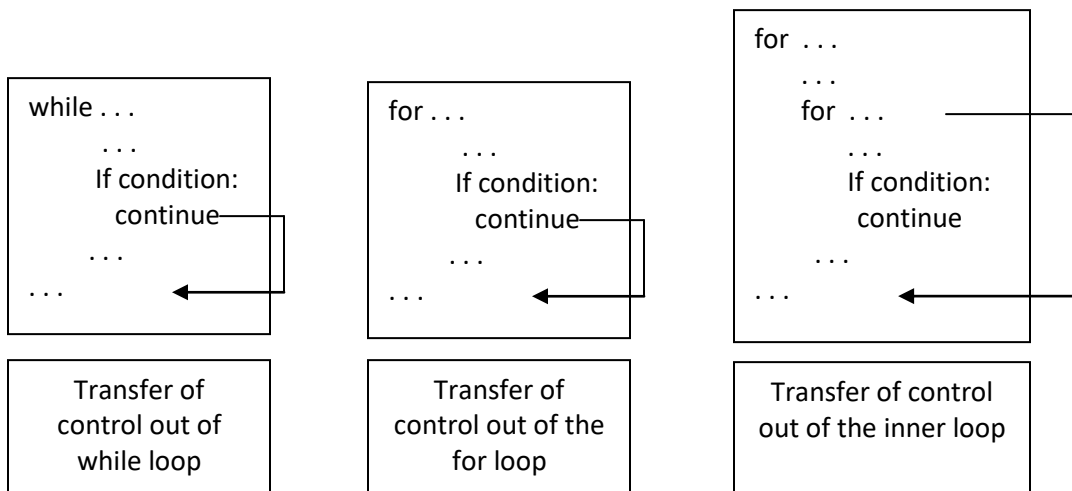 while . . .
. . .
If condition:
continue
. . .
. . .
Transfer of
control out of
while loop
for . . .
. . .
If condition:
continue
. . .
. . .
Transfer of
control out of the
for loop
for . . .
. . .
for . . .
. . .
If condition:
continue
. . .
. . .
Transfer of control
out of the inner loop